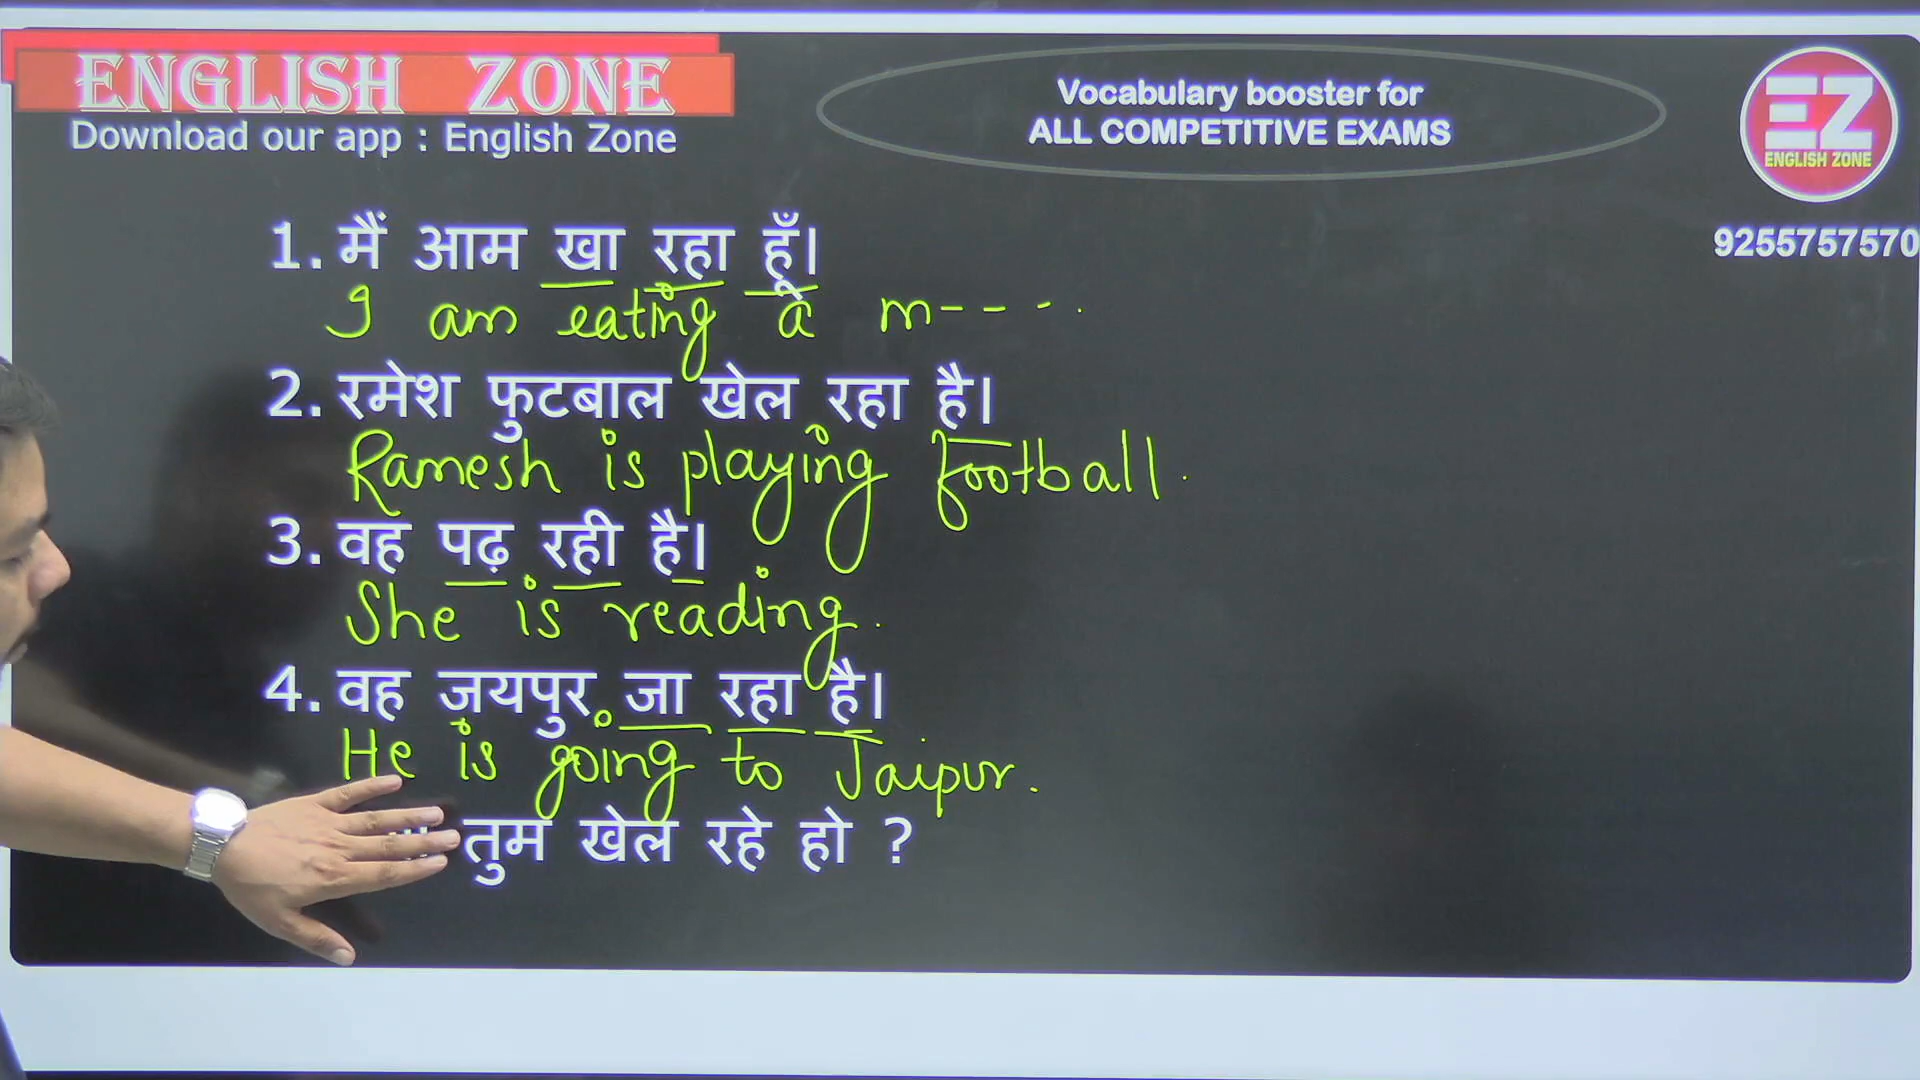 ENGLISH ZONE
Download our app : English Zone
Vocabulary booster for
ALL COMPETITIVE EXAMS
EZ
ENGLISH ZONE
9255757570
1. मैं आम खा रहा हूँ।
I am eating a m---.
2. रमेश फुटबाल खेल रहा है।
Ramesh is playing football.
3. वह पढ़ रही है।
She is reading.
4. वह जयपुर जा रहा है।
He is going to Jaipur.
तुम खेल रहे हो ?